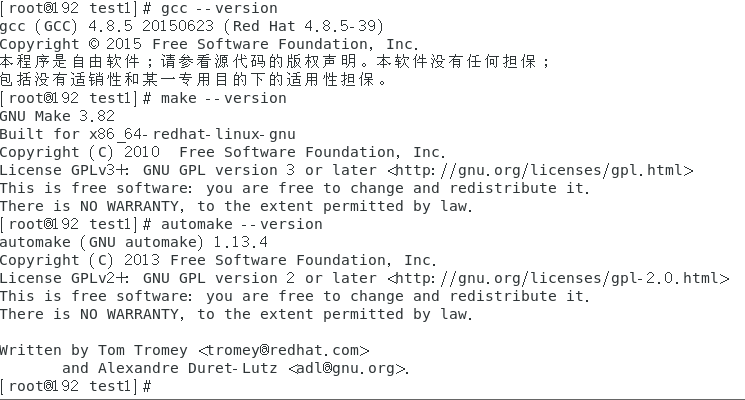 [root@192 test1]# gcc --version
gcc (GCC) 4.8.5 20150623 (Red Hat 4.8.5-39)
Copyright © 2015 Free Software Foundation, Inc.
本程序是自由软件；请参看源代码的版权声明。本软件没有任何担保；
包括没有适销性和某一专用目的下的适用性担保。
[root@192 test1]# make --version
GNU Make 3.82
Built for x86_64-redhat-linux-gnu
Copyright (C) 2010  Free Software Foundation, Inc.
License GPLv3+: GNU GPL version 3 or later <http://gnu.org/licenses/gpl.html>
This is free software: you are free to change and redistribute it.
There is NO WARRANTY, to the extent permitted by law.
[root@192 test1]# automake --version
automake (GNU automake) 1.13.4
Copyright (C) 2013 Free Software Foundation, Inc.
License GPLv2+: GNU GPL version 2 or later <http://gnu.org/licenses/gpl-2.0.html>
This is free software: you are free to change and redistribute it.
There is NO WARRANTY, to the extent permitted by law.

Written by Tom Tromey <tromey@redhat.com>
       and Alexandre Duret-Lutz <adl@gnu.org>.
[root@192 test1]#